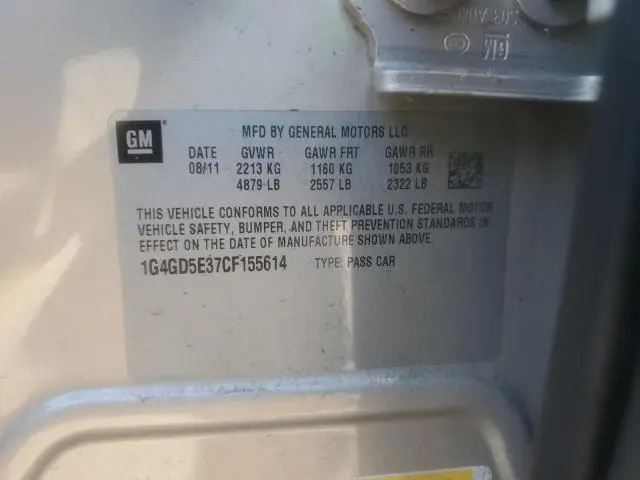 GM
MFD BY GENERAL MOTORS LLC
DATE GVWR GAWR FRT GAWR RR
08/11 2213 KG 1160 KG 1053 KG
4879 LB 2557 LB 2322 LB
THIS VEHICLE CONFORMS TO ALL APPLICABLE U.S. FEDERAL MOTOR
VEHICLE SAFETY, BUMPER, AND THEFT PREVENTION STANDARDS IN
EFFECT ON THE DATE OF MANUFACTURE SHOWN ABOVE.
1G4GD5E37CF155614 TYPE: PASS CAR
GM